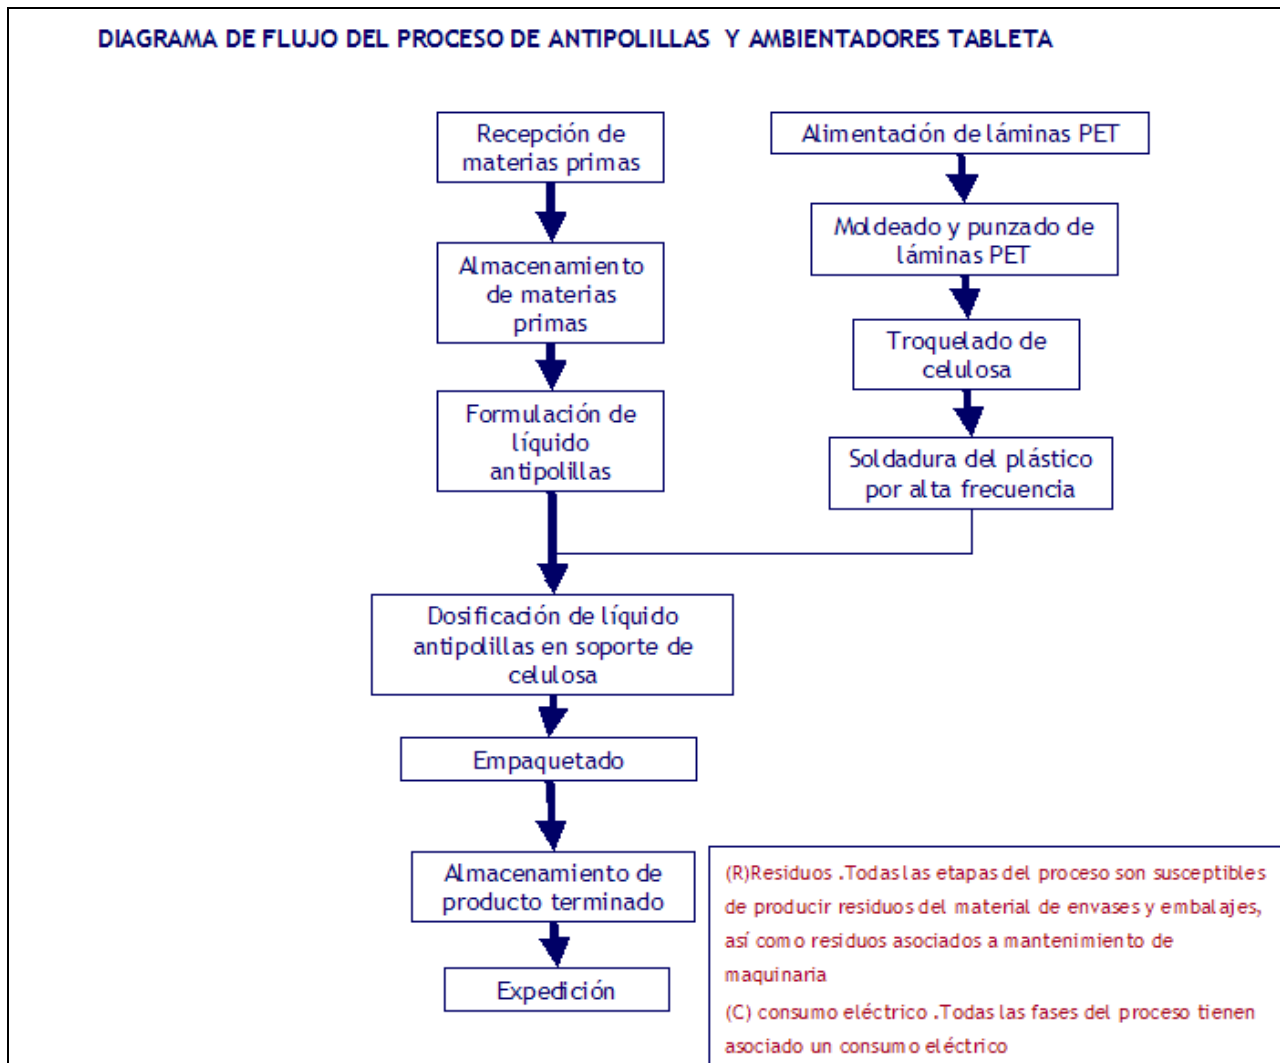 DIAGRAMA DE FLUJO DEL PROCESO DE ANTIPOLILLAS Y AMBIENTADORES TABLETA
Recepción de
materias primas
Almacenamiento
de materias
primas
Formulación de
líquido
antipolillas
Alimentación de láminas PET
Moldeado y punzado de
láminas PET
Troquelado de
celulosa
Soldadura del plástico
por alta frecuencia
Dosificación de líquido
antipolillas en soporte de
celulosa
Empaquetado
Almacenamiento de
producto terminado
Expedición
(R)Residuos .Todas las etapas del proceso son susceptibles
de producir residuos del material de envases y embalajes,
así como residuos asociados a mantenimiento de
maquinaria
(C) consumo eléctrico .Todas las fases del proceso tienen
asociado un consumo eléctrico